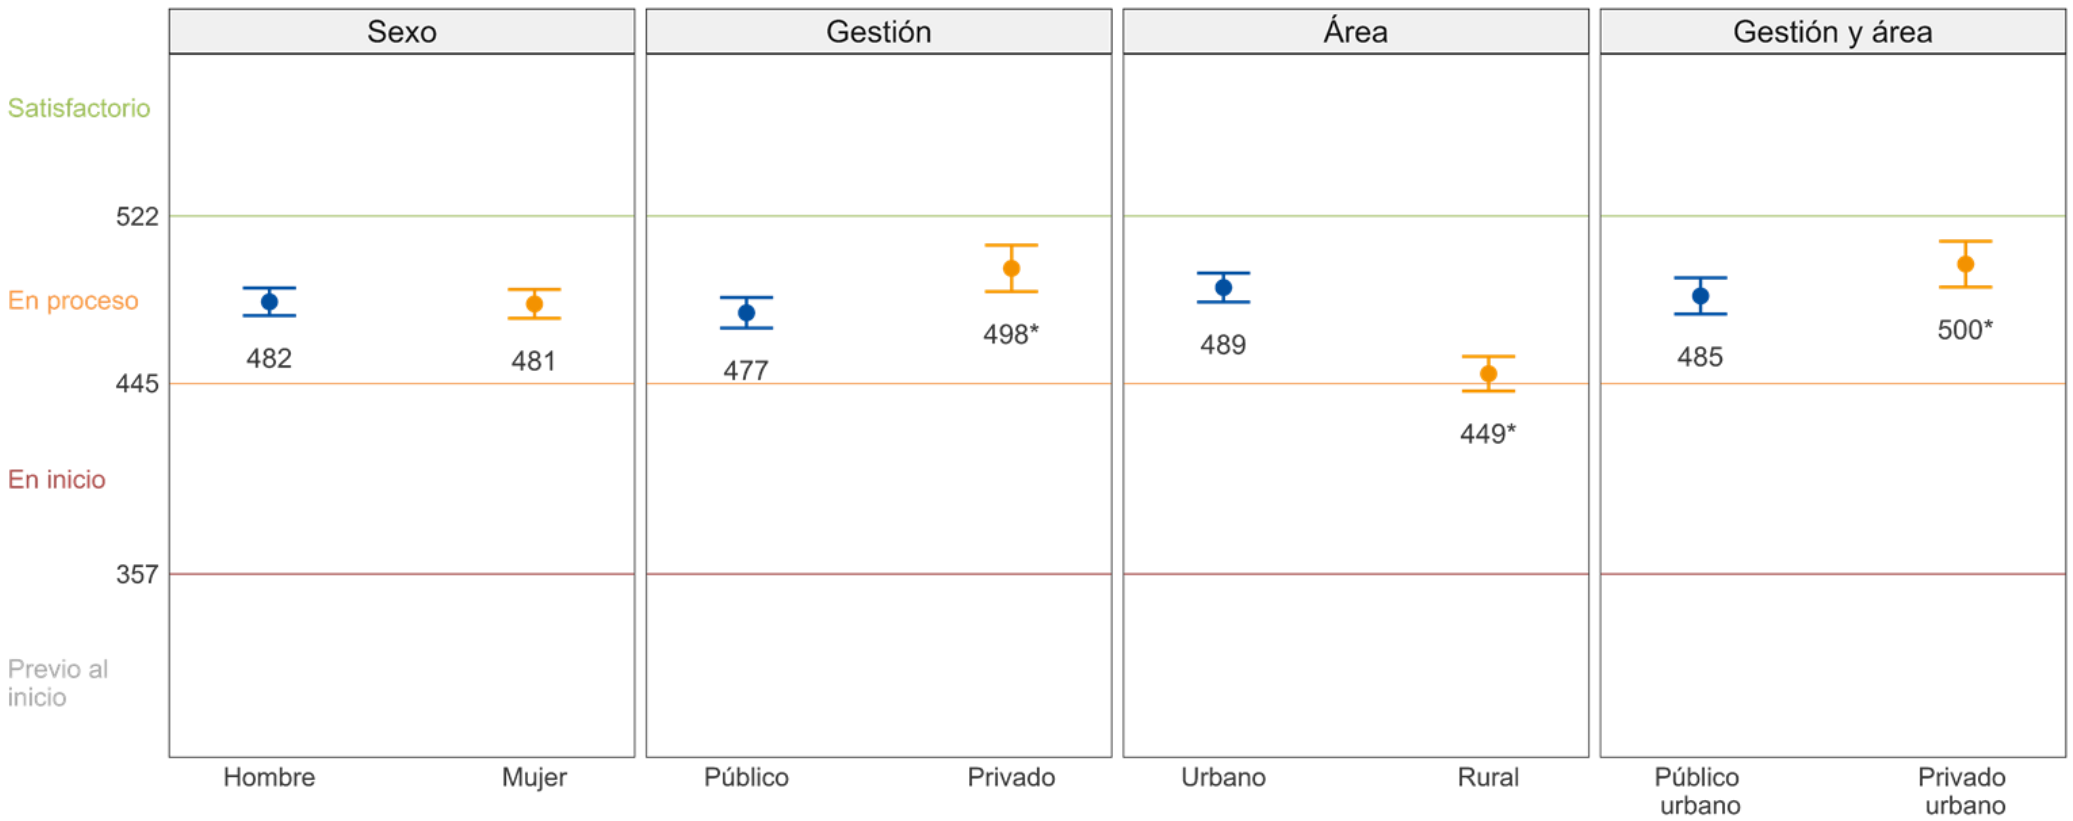 Sexo
Gestión
Área
Gestión y área
Satisfactorio
522
En proceso
445
En inicio
357
Previo al
inicio
482
481
477
498*
489
449*
485
500*
Hombre
Mujer
Público
Privado
Urbano
Rural
Público
urbano
Privado
urbano